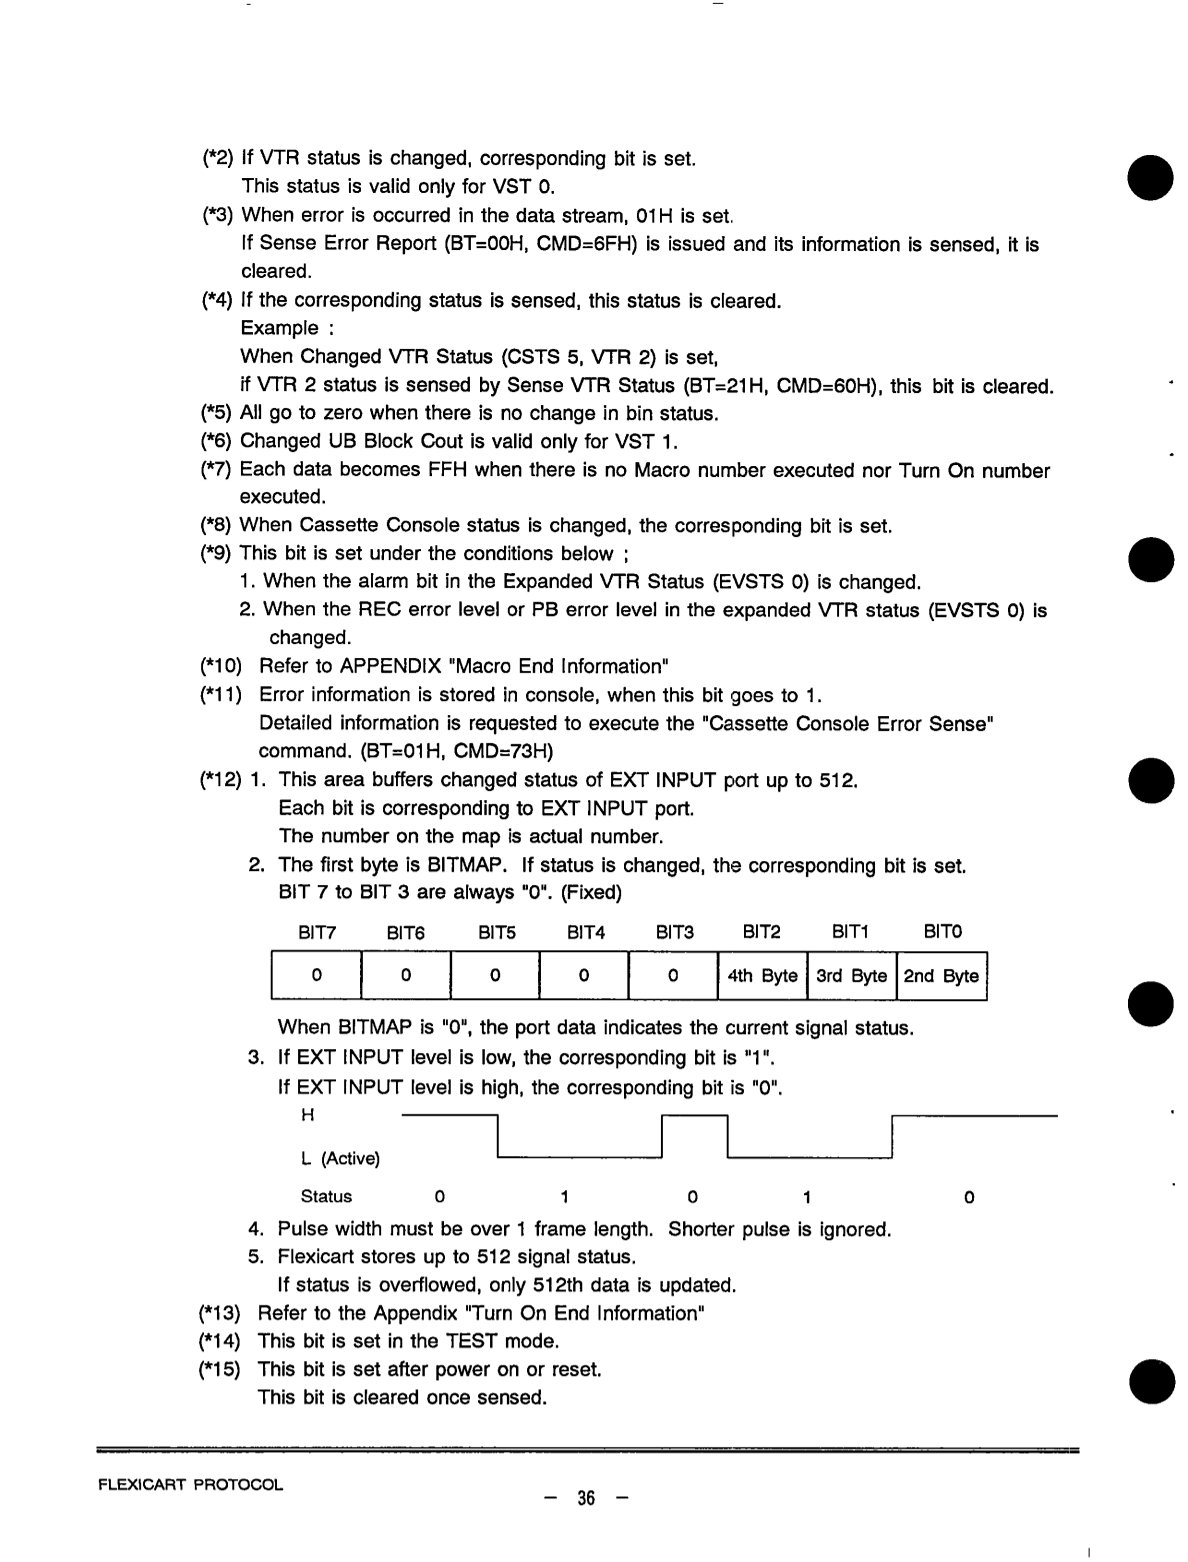 (*2) If VTR status is changed, corresponding bit is set.
This status is valid only for VST 0.
(*3) When error is occurred in the data stream, 01H is set.
If Sense Error Report (BT=00H, CMD=6FH) is issued and its information is sensed, it is
cleared.
(*4) If the corresponding status is sensed, this status is cleared.
Example :
When Changed VTR Status (CSTS 5, VTR 2) is set,
if VTR 2 status is sensed by Sense VTR Status (BT=21H, CMD=60H), this bit is cleared.
(*5) All go to zero when there is no change in bin status.
(*6) Changed UB Block Cout is valid only for VST 1.
(*7) Each data becomes FFH when there is no Macro number executed nor Turn On number
executed.
(*8) When Cassette Console status is changed, the corresponding bit is set.
(*9) This bit is set under the conditions below ;
1. When the alarm bit in the Expanded VTR Status (EVSTS 0) is changed.
2. When the REC error level or PB error level in the expanded VTR status (EVSTS 0) is
changed.
(*10) Refer to APPENDIX "Macro End Information"
(*11) Error information is stored in console, when this bit goes to 1.
Detailed information is requested to execute the "Cassette Console Error Sense"
command. (BT=01H, CMD=73H)
(*12) 1. This area buffers changed status of EXT INPUT port up to 512.
Each bit is corresponding to EXT INPUT port.
The number on the map is actual number.
2. The first byte is BITMAP. If status is changed, the corresponding bit is set.
BIT 7 to BIT 3 are always "0". (Fixed)
BIT7 BIT6 BIT5 BIT4 BIT3 BIT2 BIT1 BIT0
0 0 0 0 0 4th Byte 3rd Byte 2nd Byte
When BITMAP is "0", the port data indicates the current signal status.
3. If EXT INPUT level is low, the corresponding bit is "1".
If EXT INPUT level is high, the corresponding bit is "0".
H
L (Active)
Status 0 1 0 1 0
4. Pulse width must be over 1 frame length. Shorter pulse is ignored.
5. Flexicart stores up to 512 signal status.
If status is overflowed, only 512th data is updated.
(*13) Refer to the Appendix "Turn On End Information"
(*14) This bit is set in the TEST mode.
(*15) This bit is set after power on or reset.
This bit is cleared once sensed.
FLEXICART PROTOCOL
– 36 –